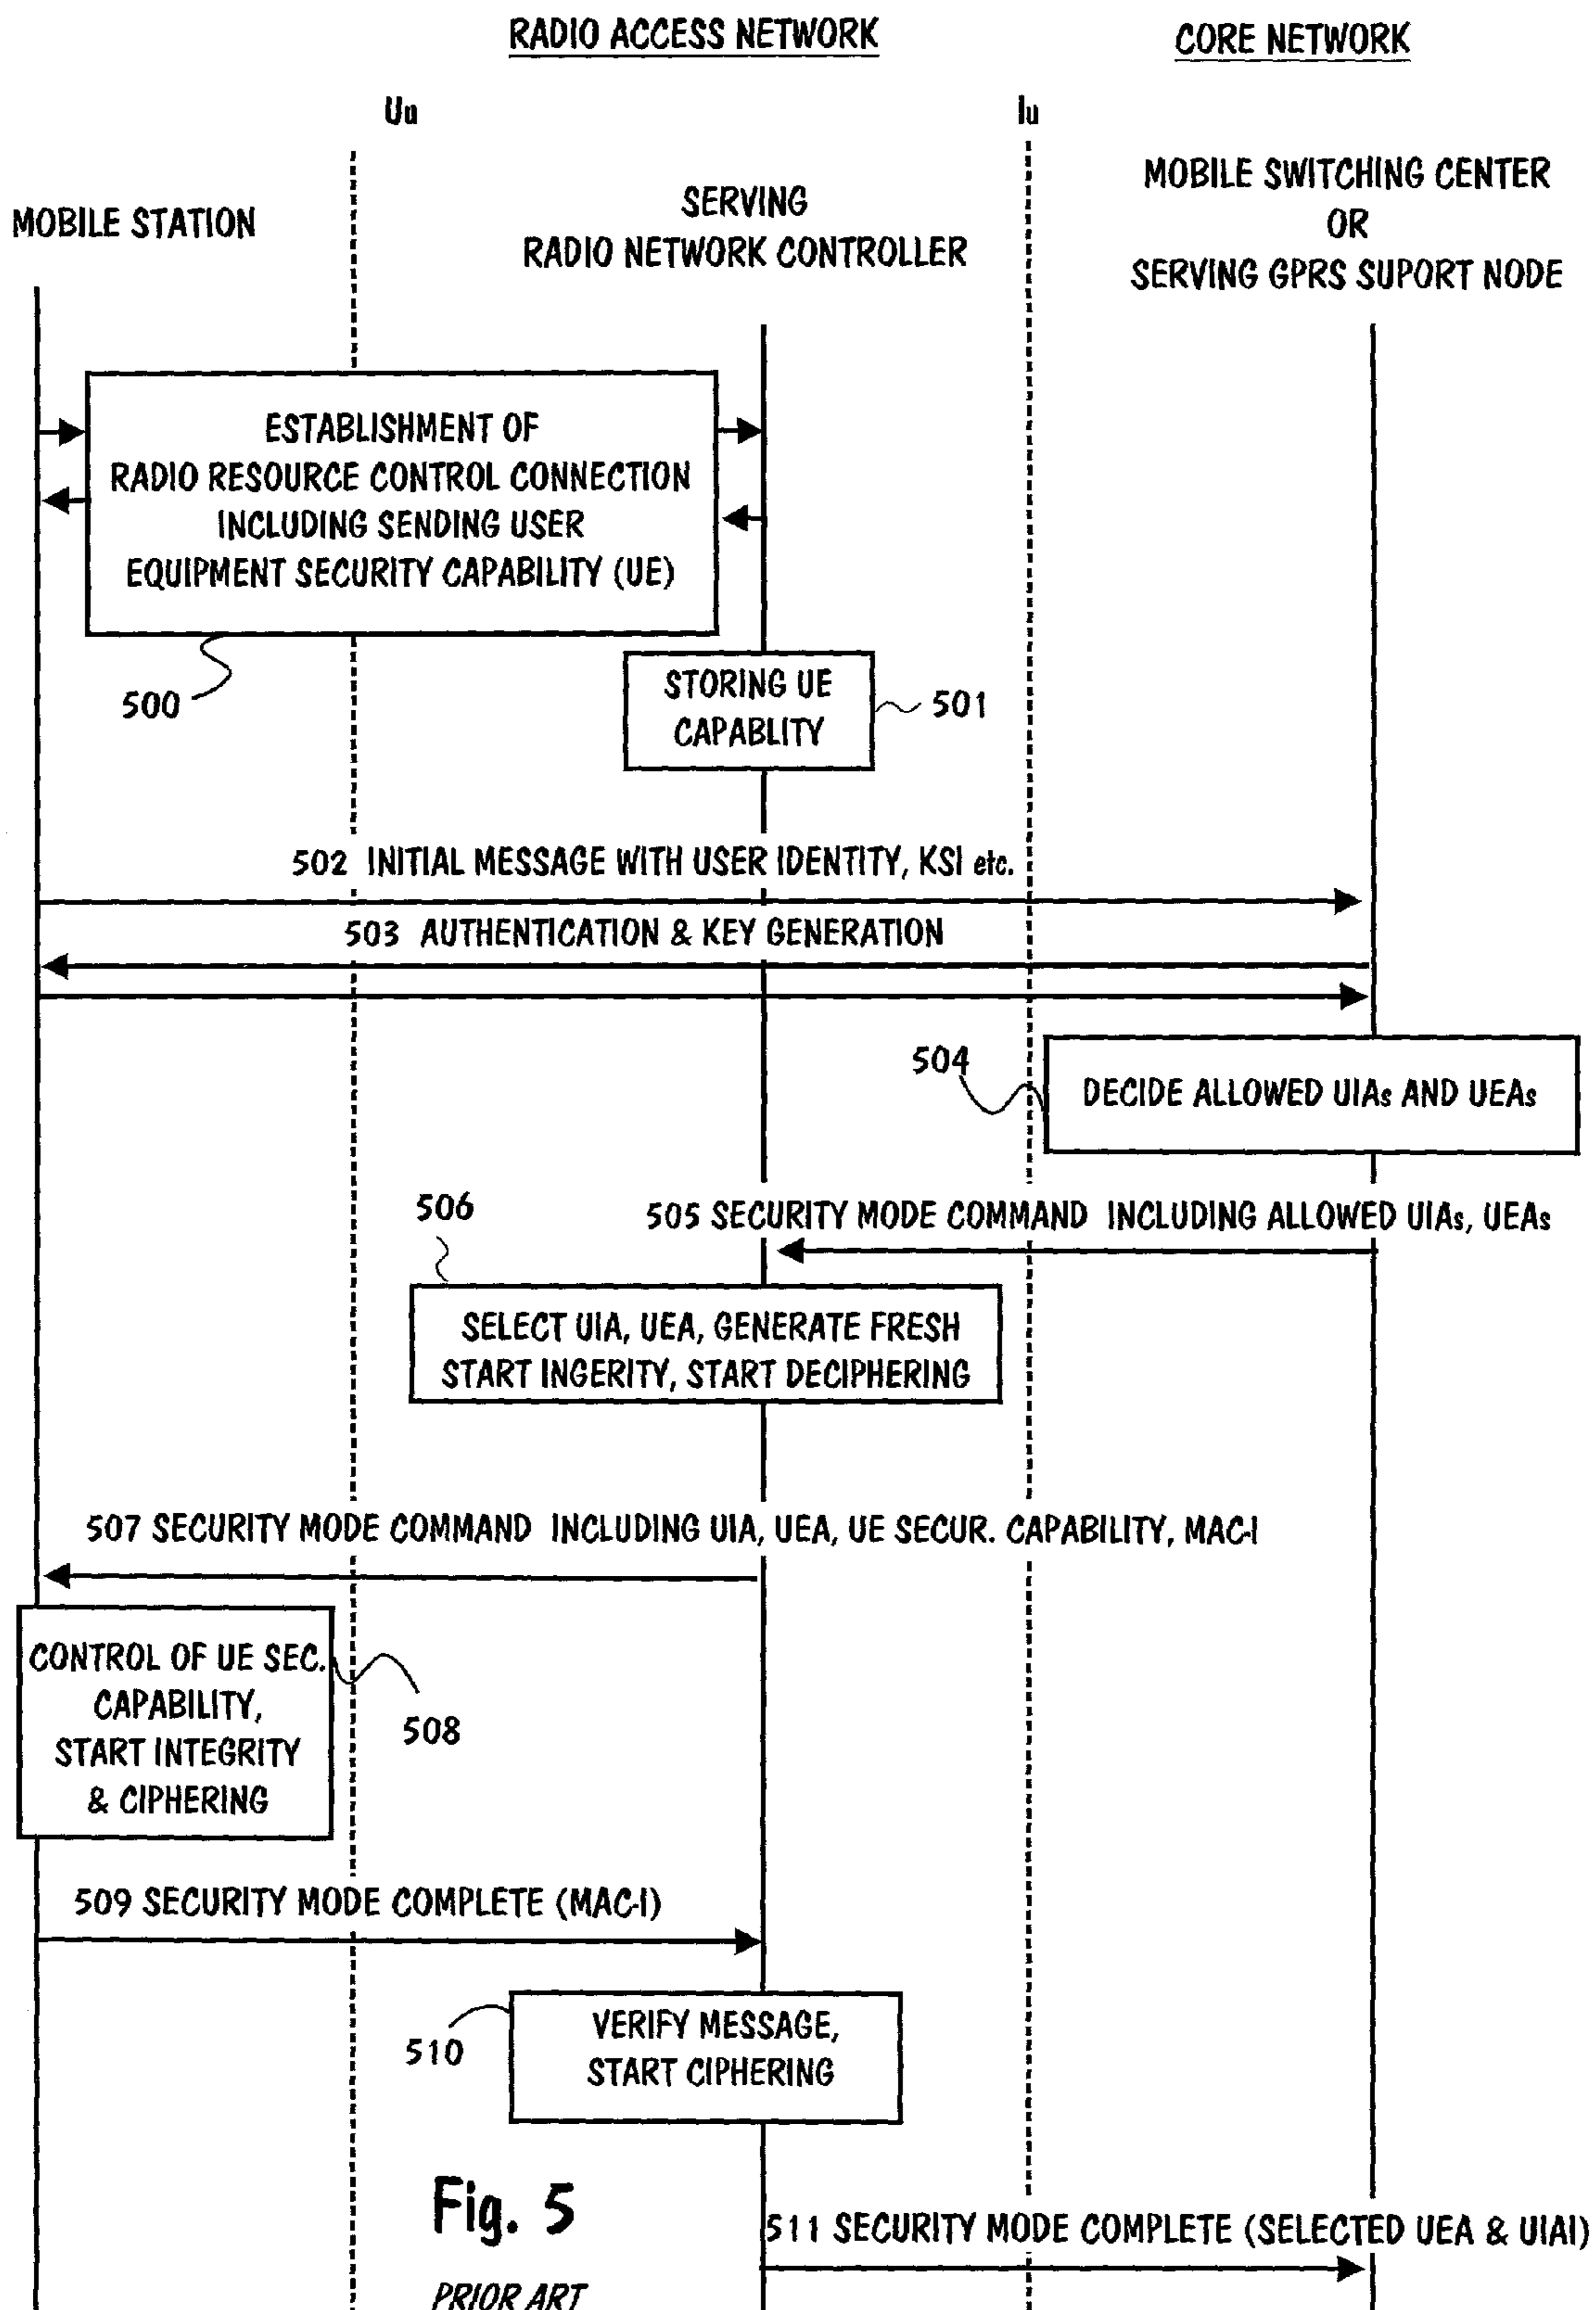 RADIO ACCESS NETWORK
CORE NETWORK
Uu
Iu
MOBILE STATION
SERVING
RADIO NETWORK CONTROLLER
MOBILE SWITCHING CENTER
OR
SERVING GPRS SUPORT NODE
ESTABLISHMENT OF
RADIO RESOURCE CONTROL CONNECTION
INCLUDING SENDING USER
EQUIPMENT SECURITY CAPABILITY (UE)
500
STORING UE
CAPABLITY
501
502 INITIAL MESSAGE WITH USER IDENTITY, KSI etc.
503 AUTHENTICATION & KEY GENERATION
504
DECIDE ALLOWED UIAs AND UEAs
505 SECURITY MODE COMMAND INCLUDING ALLOWED UIAs, UEAs
506
SELECT UIA, UEA, GENERATE FRESH
START INGERITY, START DECIPHERING
507 SECURITY MODE COMMAND INCLUDING UIA, UEA, UE SECUR. CAPABILITY, MAC-I
CONTROL OF UE SEC.
CAPABILITY,
START INTEGRITY
& CIPHERING
508
509 SECURITY MODE COMPLETE (MAC-I)
VERIFY MESSAGE,
START CIPHERING
510
Fig. 5
511 SECURITY MODE COMPLETE (SELECTED UEA & UIAI)
PRIOR ART